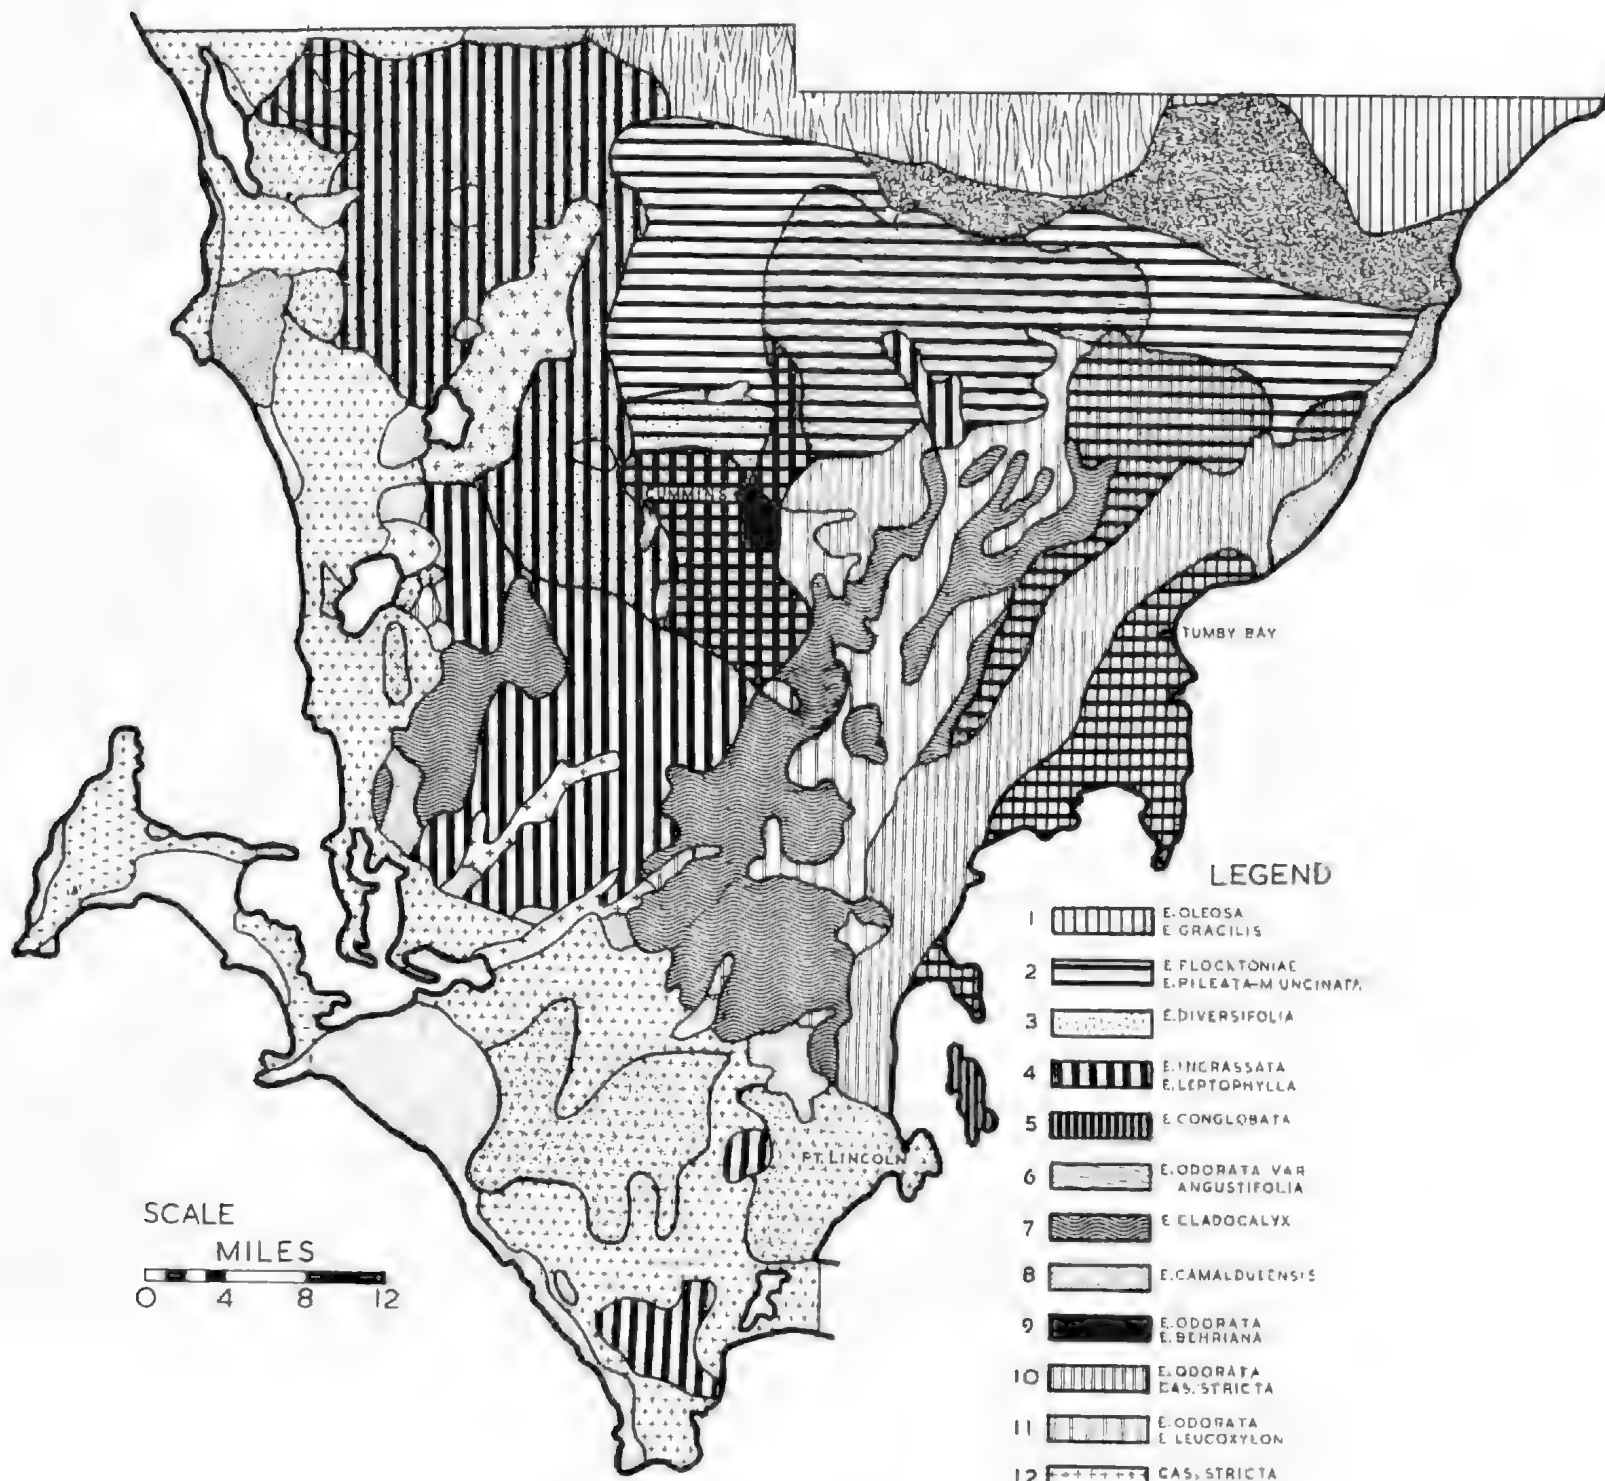 CUMMINS
TUMBY BAY
PT. LINCOLN
SCALE
MILES
0 4 8 12
LEGEND
1 E. OLEOSA
E GRACILIS
2 E FLOCKTONIAE
E. PILEATA-M UNCINATA
3 E. DIVERSIFOLIA
4 E. INCRASSATA
E. LEPTOPHYLLA
5 E CONGLOBATA
6 E. ODORATA VAR
ANGUSTIFOLIA
7 E CLADOCALYX
8 E. CAMALDULENSIS
9 E. ODORATA
E. BEHRIANA
10 E. ODORATA
CAS. STRICTA
11 E. ODORATA
E LEUCOXYLON
12 CAS. STRICTA